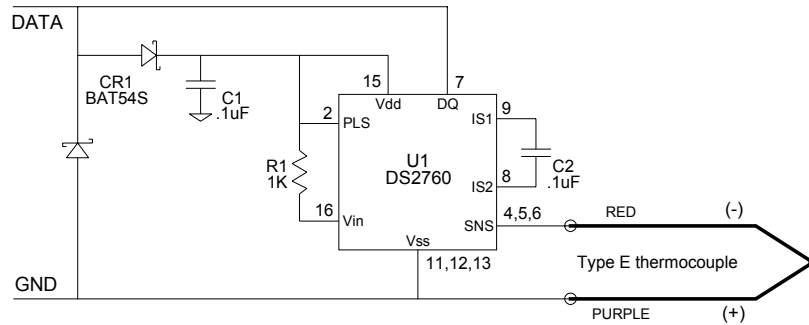 DATA
CR1
BAT54S
C1
.1uF
15
7
Vdd
DQ
2
PLS
IS1
9
U1
DS2760
R1
1K
C2
.1uF
IS2
8
16
Vin
SNS
4,5,6
Vss
11,12,13
RED
(-)
Type E thermocouple
GND
PURPLE
(+)